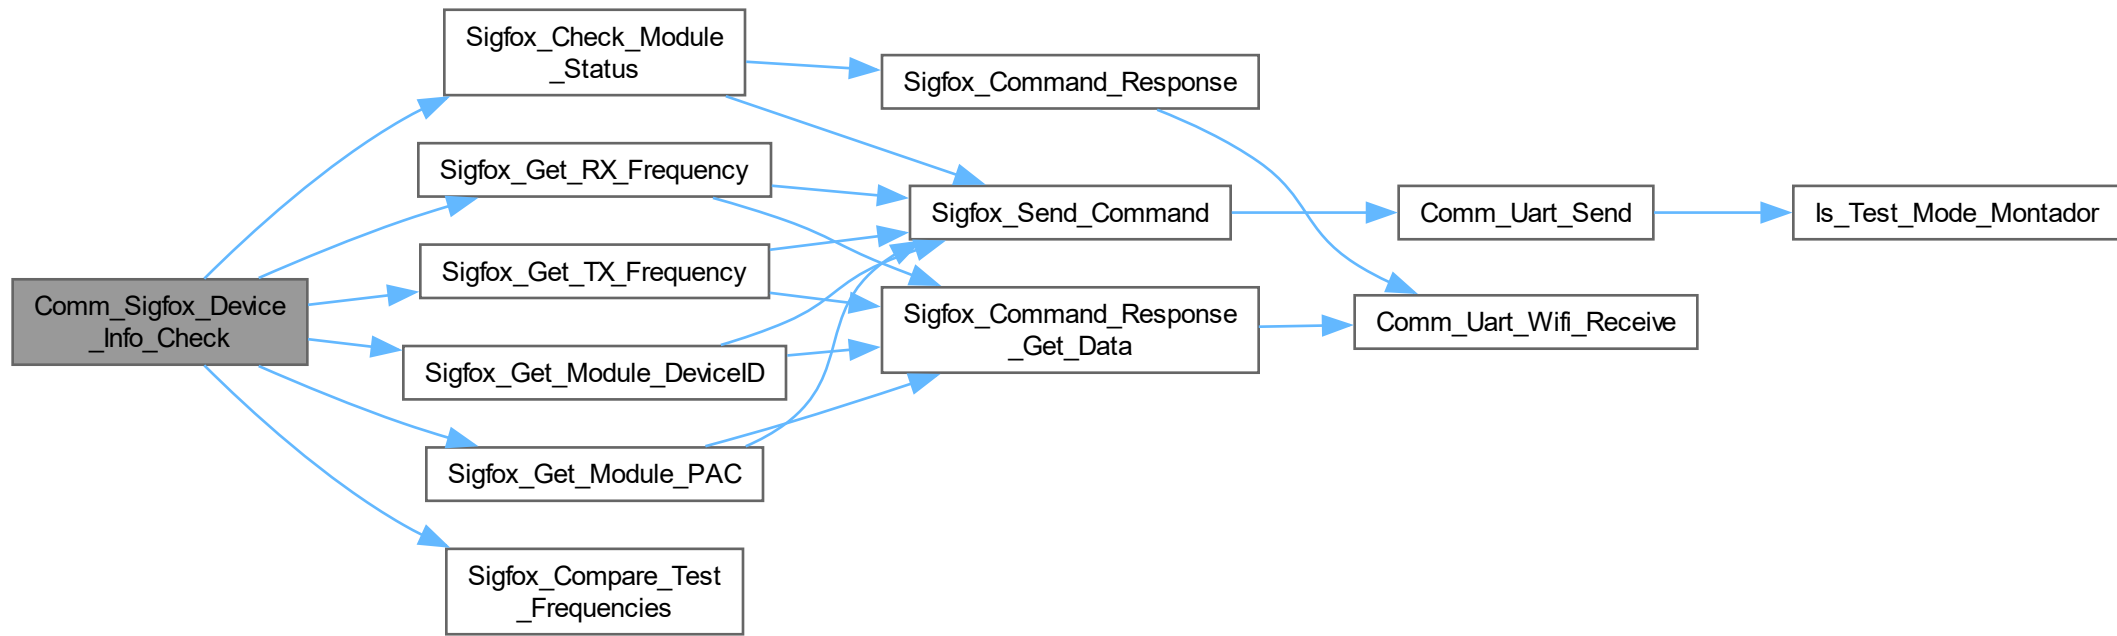 Comm_Sigfox_Device
_Info_Check
Sigfox_Check_Module
_Status
Sigfox_Get_RX_Frequency
Sigfox_Get_TX_Frequency
Sigfox_Get_Module_DeviceID
Sigfox_Get_Module_PAC
Sigfox_Compare_Test
_Frequencies
Sigfox_Command_Response
Sigfox_Send_Command
Sigfox_Command_Response
_Get_Data
Comm_Uart_Send
Comm_Uart_Wifi_Receive
Is_Test_Mode_Montador